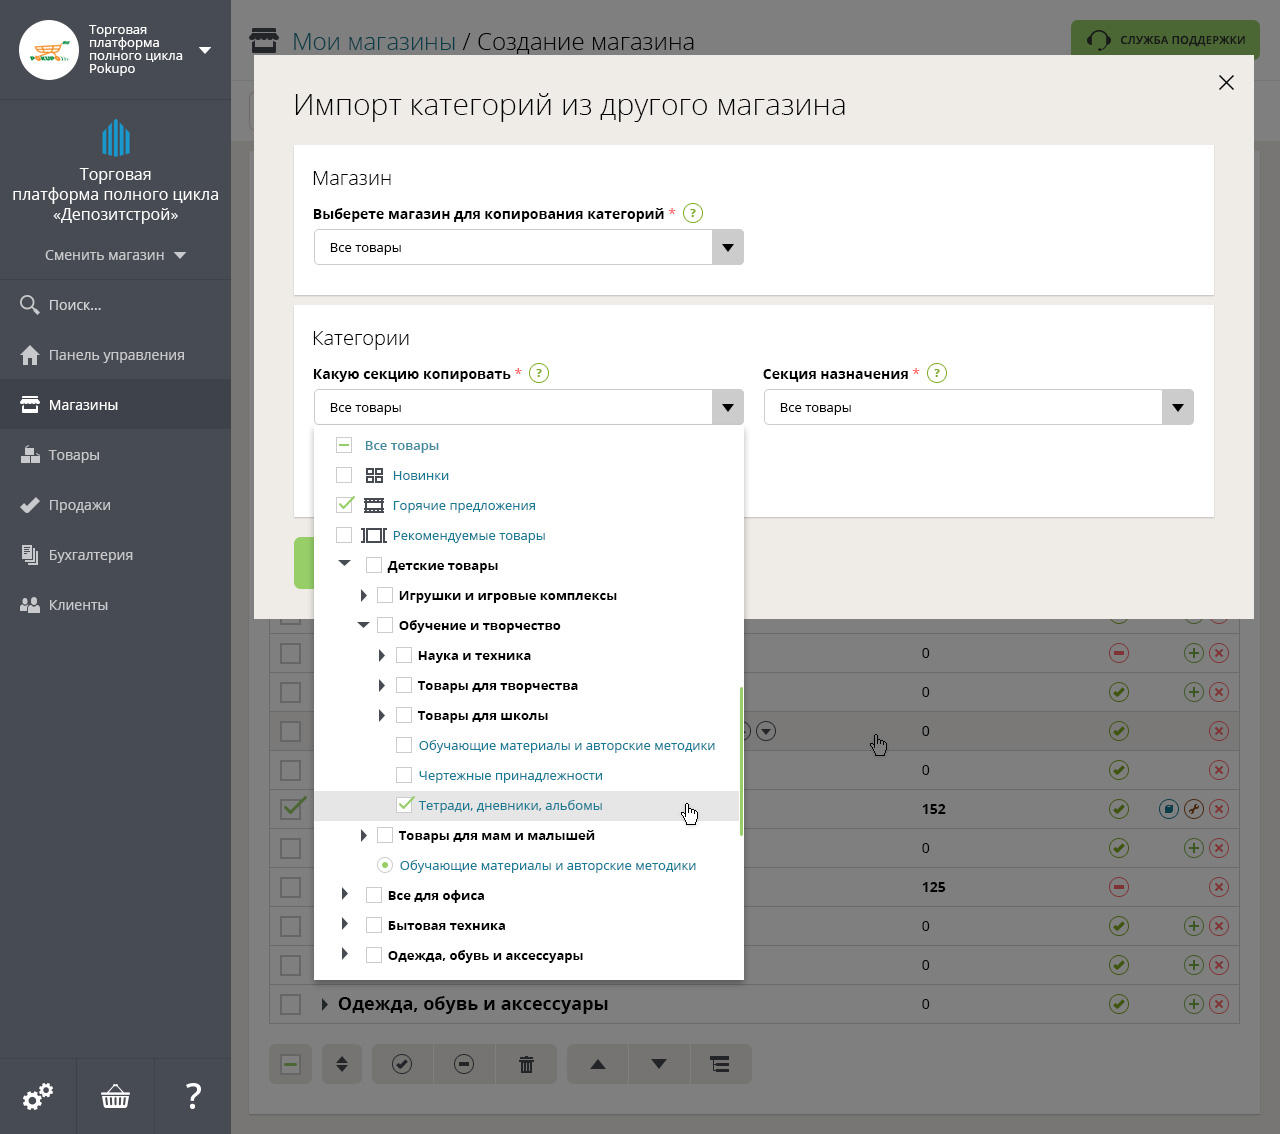 Торговая
платформа
полного цикла
Pokupo
POKUPO
Торговая
платформа полного цикла
«Депозитстрой»
Сменить магазин
Поиск...
Панель управления
Магазины
Товары
Продажи
Бухгалтерия
Клиенты
?
Мои магазины / Создание магазина
СЛУЖБА ПОДДЕРЖКИ
Импорт категорий из другого магазина
Магазин
Выберете магазин для копирования категорий * ?
Все товары
Категории
Какую секцию копировать * ?
Секция назначения * ?
Все товары
Все товары
Все товары
Новинки
Горячие предложения
Рекомендуемые товары
Детские товары
Игрушки и игровые комплексы
Обучение и творчество
Наука и техника
Товары для творчества
Товары для школы
Обучающие материалы и авторские методики
Чертежные принадлежности
Тетради, дневники, альбомы
Товары для мам и малышей
Обучающие материалы и авторские методики
Все для офиса
Бытовая техника
Одежда, обувь и аксессуары
0
0
0
0
152
0
125
0
0
Одежда, обувь и аксессуары 0